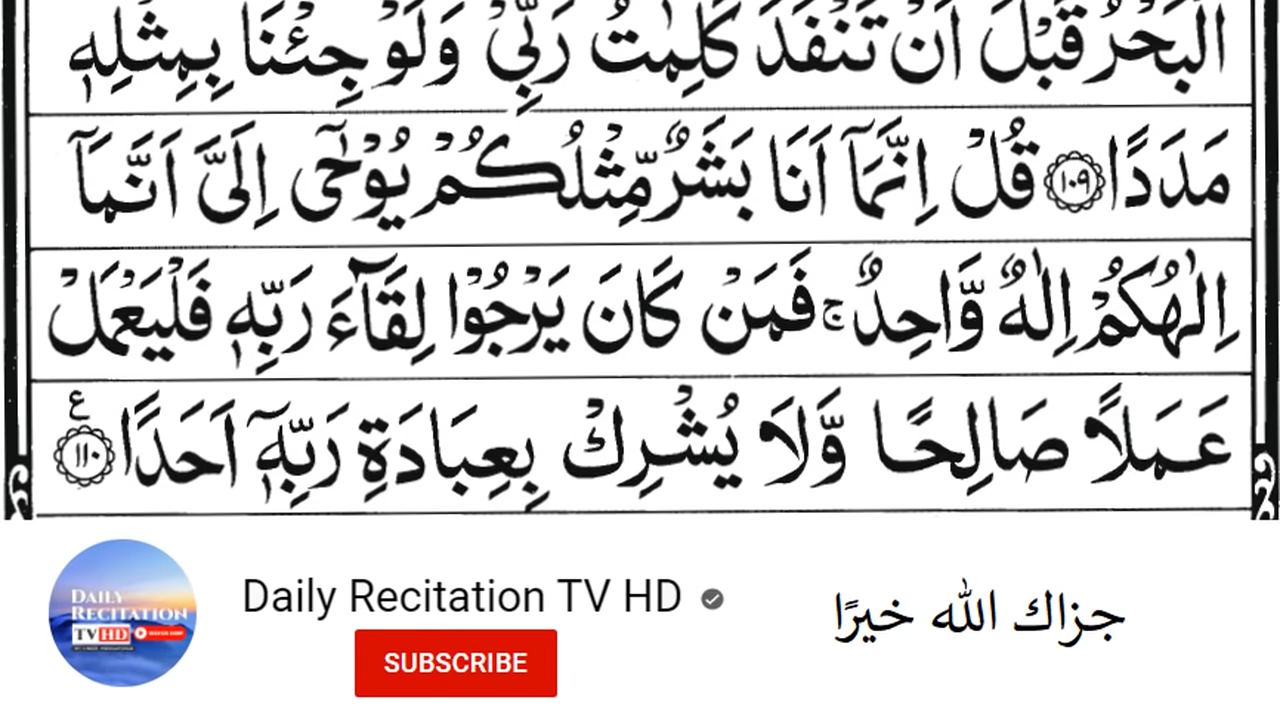 الْبَحْرُ قَبْلَ اَنْ تَنْفَدَ كَلِمٰتُ رَبِّيْ وَلَوْ جِئْنَا بِمِثْلِهٖ
مَدَدًا ١٠٩ قُلْ اِنَّمَآ اَنَا بَشَرٌ مِّثْلُكُمْ يُوْحٰٓى اِلَيَّ اَنَّمَآ
اِلٰهُكُمْ اِلٰهٌ وَّاحِدٌ ج فَمَنْ كَانَ يَرْجُوْا لِقَآءَ رَبِّهٖ فَلْيَعْمَلْ
ع
عَمَلًا صَالِحًا وَّلَا يُشْرِكْ بِعِبَادَةِ رَبِّهٖٓ اَحَدًا ١١٠
DAILY
RECITATION
TV HD
Daily Recitation TV HD
SUBSCRIBE
جزاك الله خيرًا